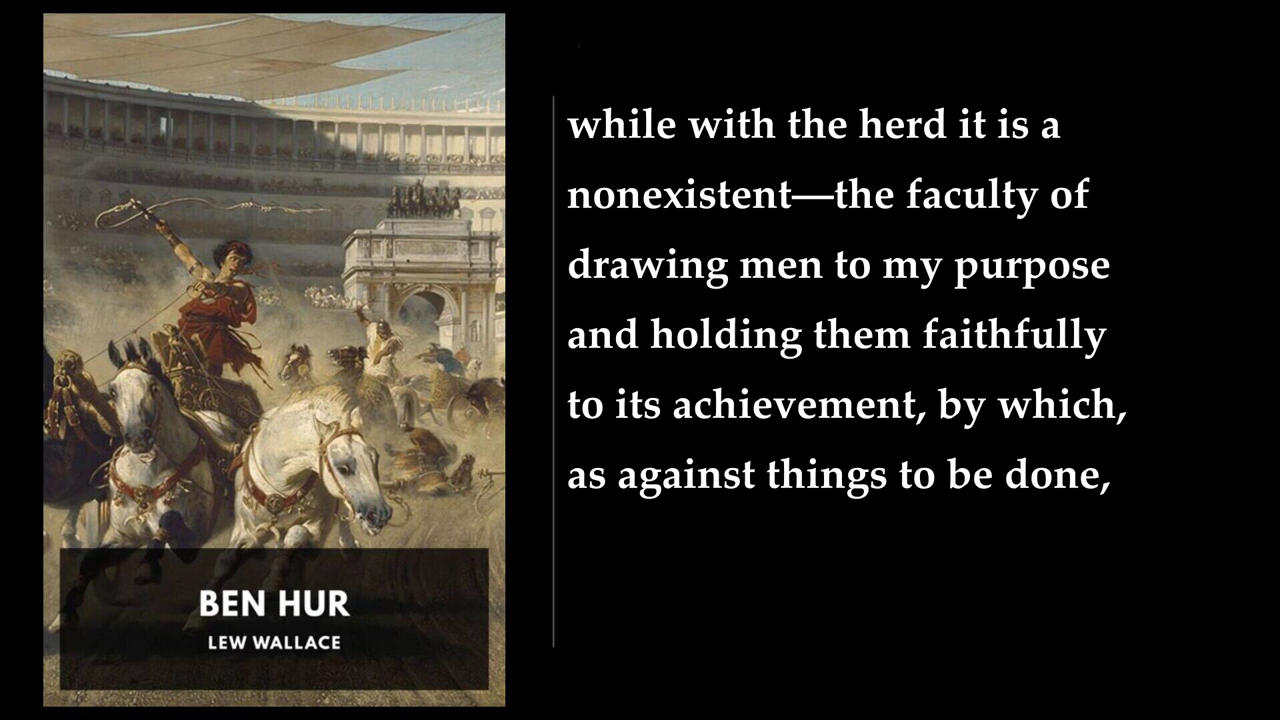 BEN HUR
LEW WALLACE
while with the herd it is a
nonexistent—the faculty of
drawing men to my purpose
and holding them faithfully
to its achievement, by which,
as against things to be done,